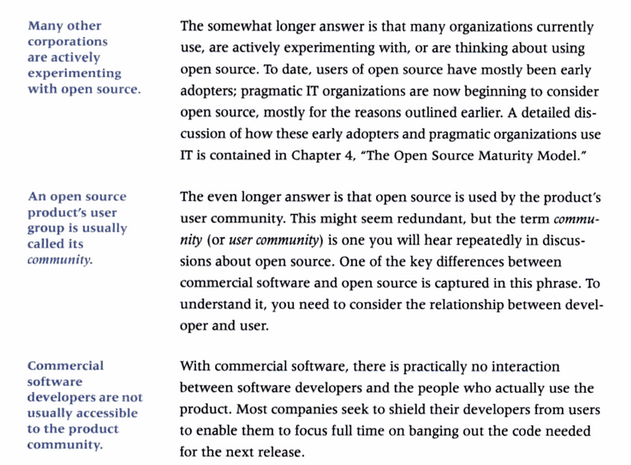 Many other
corporations
are actively
experimenting
with open source.
The somewhat longer answer is that many organizations currently
use, are actively experimenting with, or are thinking about using
open source. To date, users of open source have mostly been early
adopters; pragmatic IT organizations are now beginning to consider
open source, mostly for the reasons outlined earlier. A detailed dis-
cussion of how these early adopters and pragmatic organizations use
IT is contained in Chapter 4, “The Open Source Maturity Model.”
An open source
product’s user
group is usually
called its
community.
The even longer answer is that open source is used by the product’s
user community. This might seem redundant, but the term commu-
nity (or user community) is one you will hear repeatedly in discus-
sions about open source. One of the key differences between
commercial software and open source is captured in this phrase. To
understand it, you need to consider the relationship between devel-
oper and user.
Commercial
software
developers are not
usually accessible
to the product
community.
With commercial software, there is practically no interaction
between software developers and the people who actually use the
product. Most companies seek to shield their developers from users
to enable them to focus full time on banging out the code needed
for the next release.